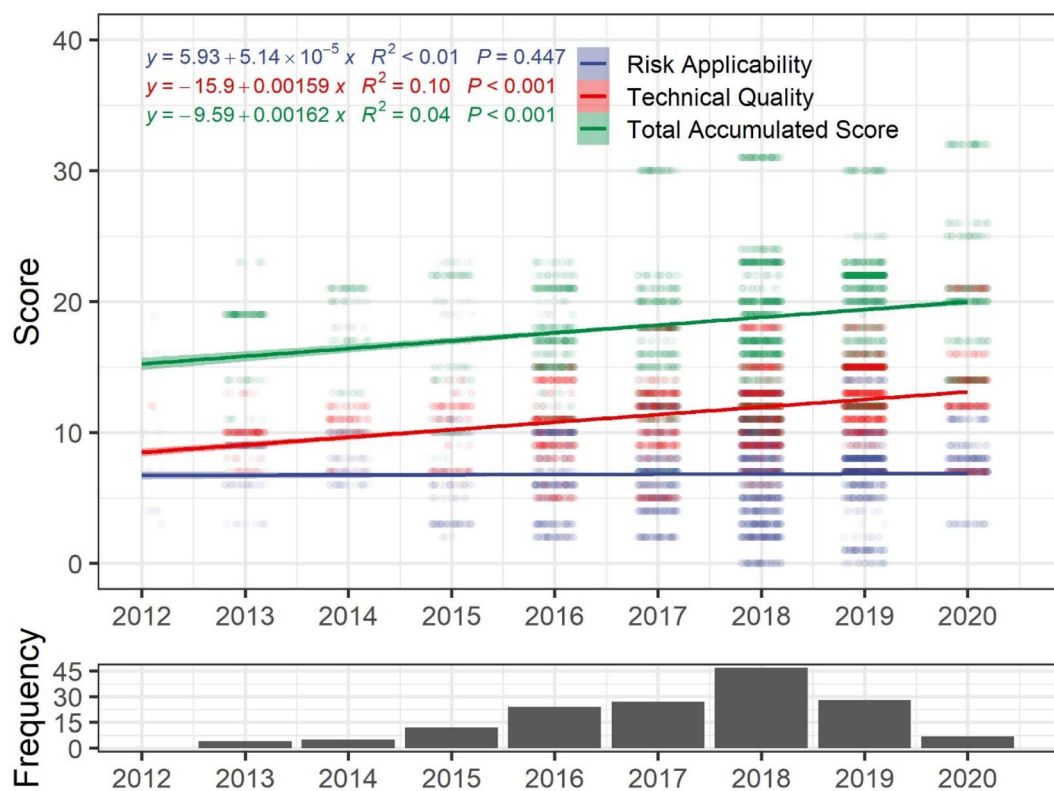 40
30
20
10
0
Score
y = 5.93 + 5.14 × 10⁻⁵ x   R² < 0.01   P = 0.447
y = −15.9 + 0.00159 x   R² = 0.10   P < 0.001
y = −9.59 + 0.00162 x   R² = 0.04   P < 0.001
Risk Applicability
Technical Quality
Total Accumulated Score
2012 2013 2014 2015 2016 2017 2018 2019 2020
Frequency
45
30
15
0
2012 2013 2014 2015 2016 2017 2018 2019 2020